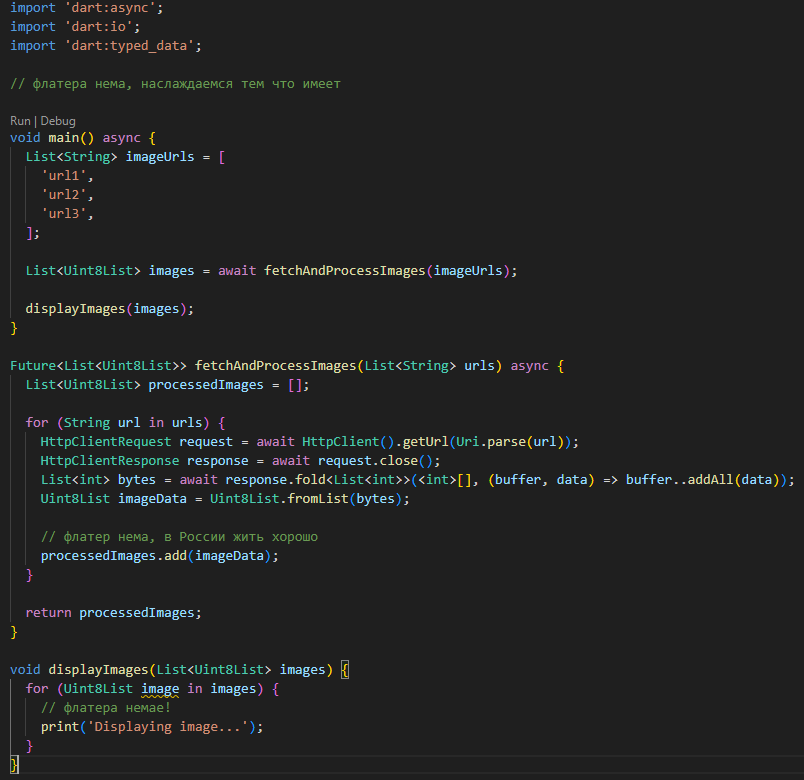 import 'dart:async';
import 'dart:io';
import 'dart:typed_data';
// флатера нема, наслаждаемся тем что имеет
Run | Debug
void main() async {
  List<String> imageUrls = [
    'url1',
    'url2',
    'url3',
  ];
  List<Uint8List> images = await fetchAndProcessImages(imageUrls);
  displayImages(images);
}
Future<List<Uint8List>> fetchAndProcessImages(List<String> urls) async {
  List<Uint8List> processedImages = [];
  for (String url in urls) {
    HttpClientRequest request = await HttpClient().getUrl(Uri.parse(url));
    HttpClientResponse response = await request.close();
    List<int> bytes = await response.fold<List<int>>(<int>[], (buffer, data) => buffer..addAll(data));
    Uint8List imageData = Uint8List.fromList(bytes);
    // флатер нема, в России жить хорошо
    processedImages.add(imageData);
  }
  return processedImages;
}
void displayImages(List<Uint8List> images) {
  for (Uint8List image in images) {
    // флатера немае!
    print('Displaying image...');
  }
}